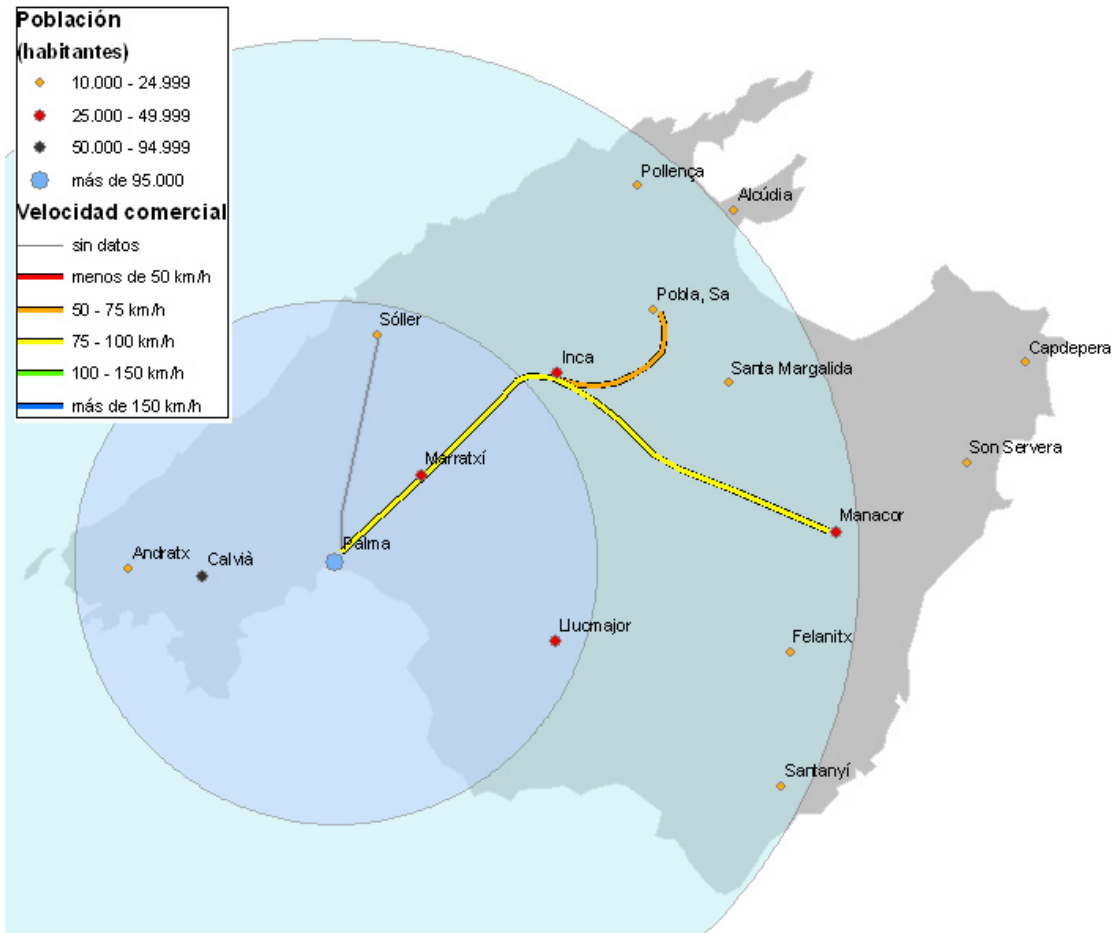 Población
(habitantes)
10.000 - 24.999
25.000 - 49.999
50.000 - 94.999
más de 95.000
Velocidad comercial
sin datos
menos de 50 km/h
50 - 75 km/h
75 - 100 km/h
100 - 150 km/h
más de 150 km/h
Pollença
Alcúdia
Pobla, Sa
Sóller
Inca
Capdepera
Santa Margalida
Marratxí
Son Servera
Manacor
Palma
Andratx
Calvià
Llucmajor
Felanitx
Santanyí